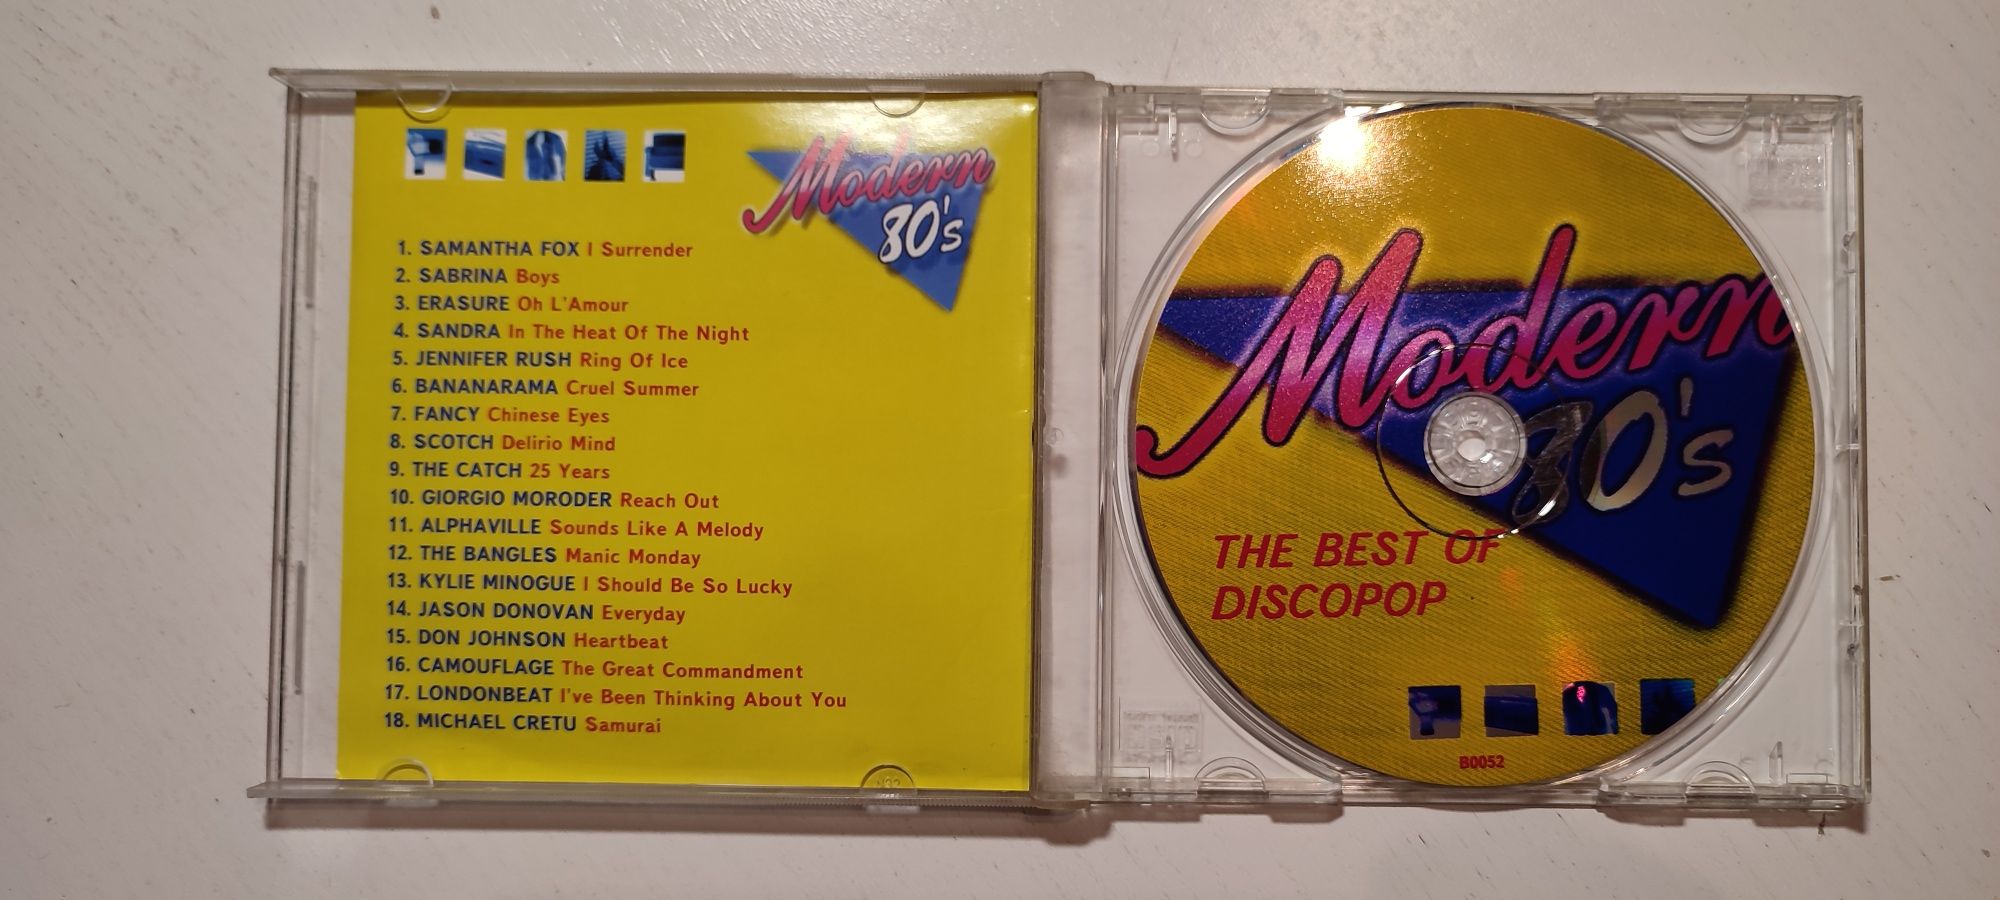 Modern
80's
1. SAMANTHA FOX I Surrender
2. SABRINA Boys
3. ERASURE Oh L'Amour
4. SANDRA In The Heat Of The Night
5. JENNIFER RUSH Ring Of Ice
6. BANANARAMA Cruel Summer
7. FANCY Chinese Eyes
8. SCOTCH Delirio Mind
9. THE CATCH 25 Years
10. GIORGIO MORODER Reach Out
11. ALPHAVILLE Sounds Like A Melody
12. THE BANGLES Manic Monday
13. KYLIE MINOGUE I Should Be So Lucky
14. JASON DONOVAN Everyday
15. DON JOHNSON Heartbeat
16. CAMOUFLAGE The Great Commandment
17. LONDONBEAT I've Been Thinking About You
18. MICHAEL CRETU Samurai
Modern
80's
THE BEST OF
DISCOPOP
B0052